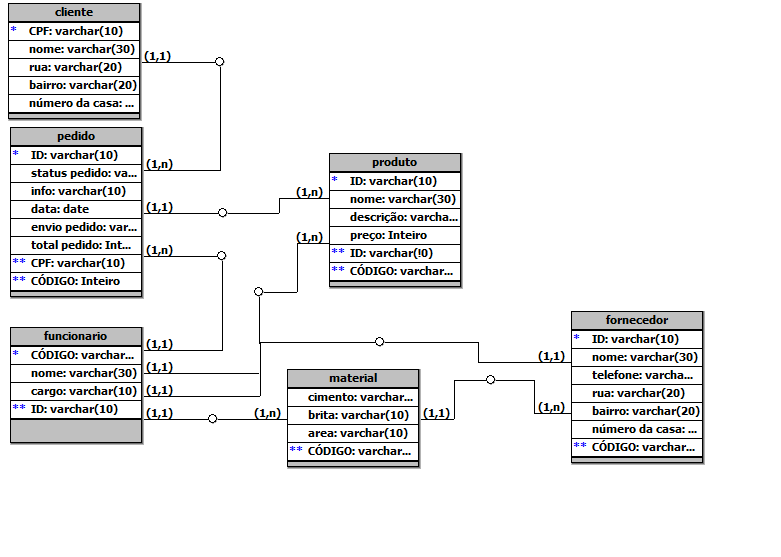 cliente
* CPF: varchar(10)
nome: varchar(30)
rua: varchar(20)
bairro: varchar(20)
número da casa: ...
(1,1)
pedido
* ID: varchar(10)
status pedido: va...
info: varchar(10)
data: date
envio pedido: var...
total pedido: Int...
** CPF: varchar(10)
** CÓDIGO: Inteiro
(1,n)
(1,1)
(1,n)
produto
* ID: varchar(10)
nome: varchar(30)
descrição: varcha...
preço: Inteiro
** ID: varchar(!0)
** CÓDIGO: varchar...
(1,n)
(1,n)
funcionario
* CÓDIGO: varchar...
nome: varchar(30)
cargo: varchar(10)
** ID: varchar(10)
(1,1)
(1,1)
(1,1)
(1,1)
(1,n)
material
cimento: varchar...
brita: varchar(10)
area: varchar(10)
** CÓDIGO: varchar...
(1,1)
fornecedor
* ID: varchar(10)
nome: varchar(30)
telefone: varcha...
rua: varchar(20)
bairro: varchar(20)
número da casa: ...
** CÓDIGO: varchar...
(1,1)
(1,n)